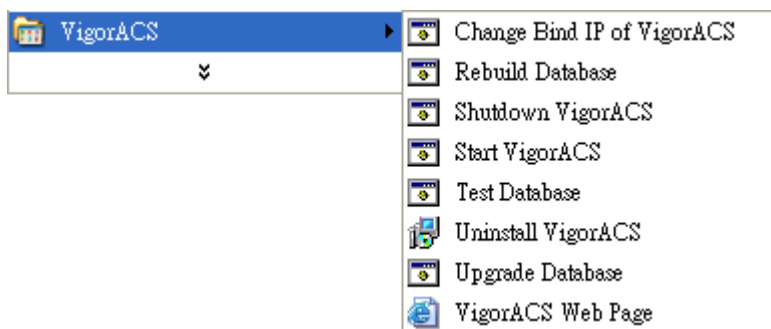 VigorACS
Change Bind IP of VigorACS
Rebuild Database
Shutdown VigorACS
Start VigorACS
Test Database
Uninstall VigorACS
Upgrade Database
VigorACS Web Page